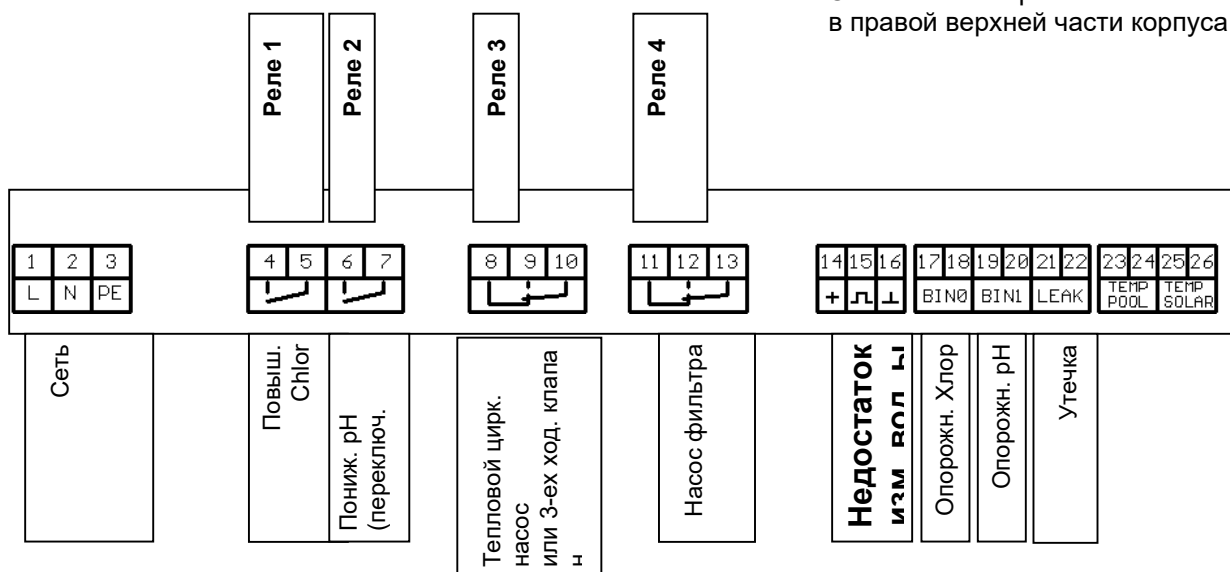 в правой верхней части корпуса
Реле 1
Реле 2
Реле 3
Реле 4
1 2 3
L N PE
4 5 6 7
8 9 10
11 12 13
14 15 16
+ ⎍ ⊥
17 18 19 20 21 22
BIN0 BIN1 LEAK
23 24 25 26
TEMP POOL
TEMP SOLAR
Сеть
Повыш.
Chlor
Пониж. pH
(переключ.
Тепловой цирк.
насос
или 3-ех ход. клапа
н
Насос фильтра
Недостаток
изм. вод ы
Опорожн. Хлор
Опорожн. pH
Утечка